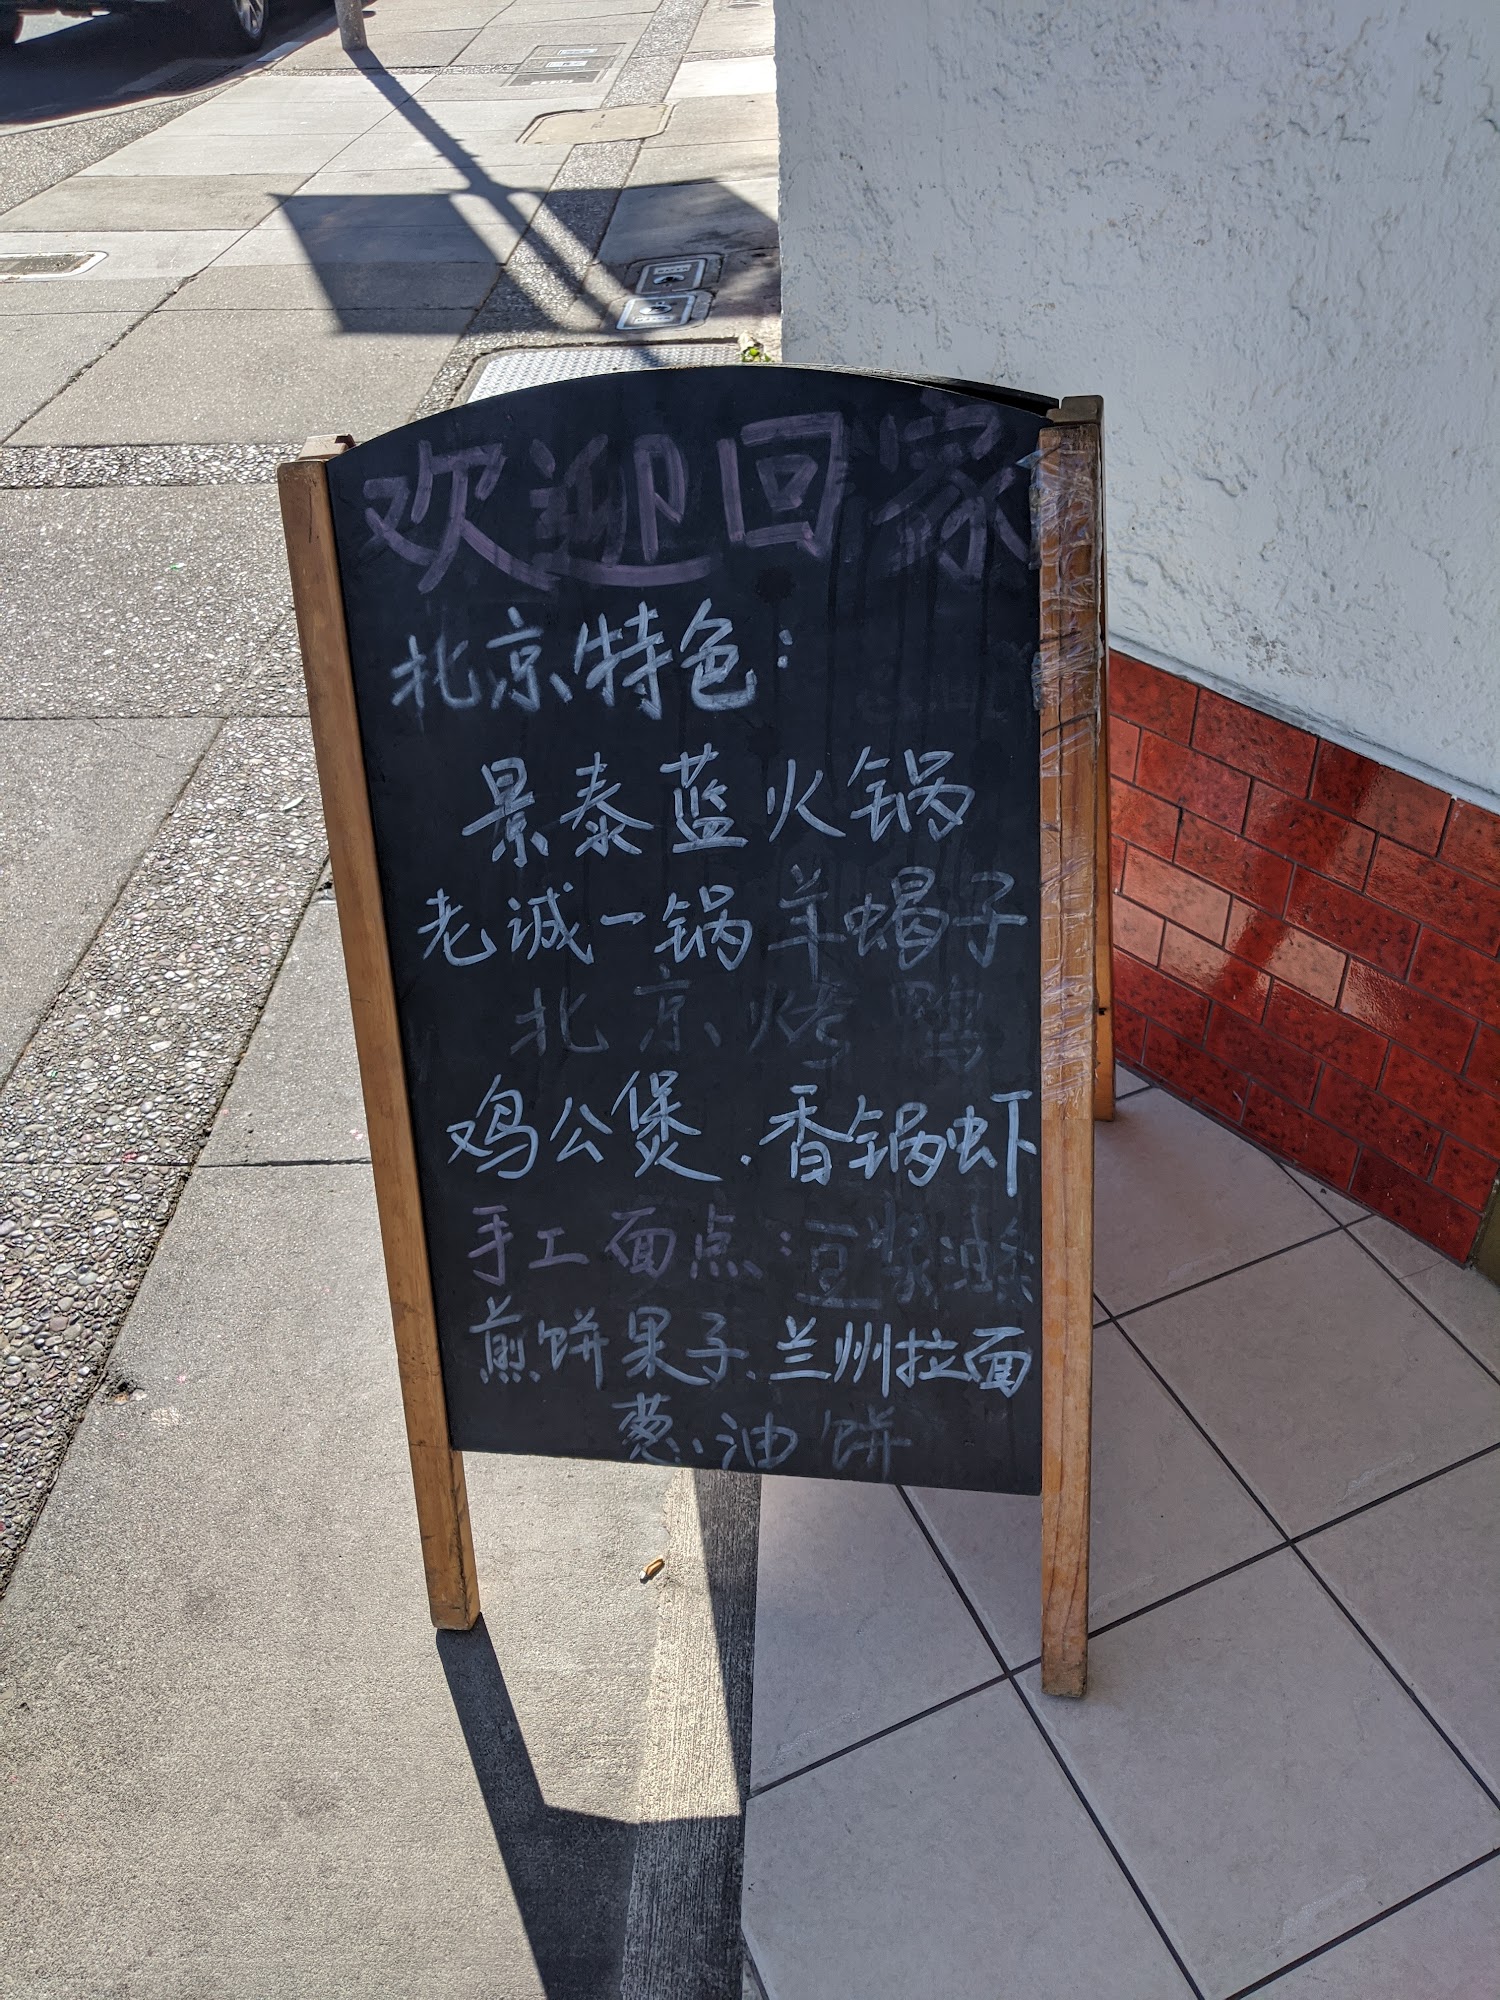 欢迎回家
北京特色:
景泰蓝火锅
老诚一锅羊蝎子
北京烤鸭
鸡公煲.香锅虾
手工面点:豆浆油条
煎饼果子.兰州拉面
葱油饼